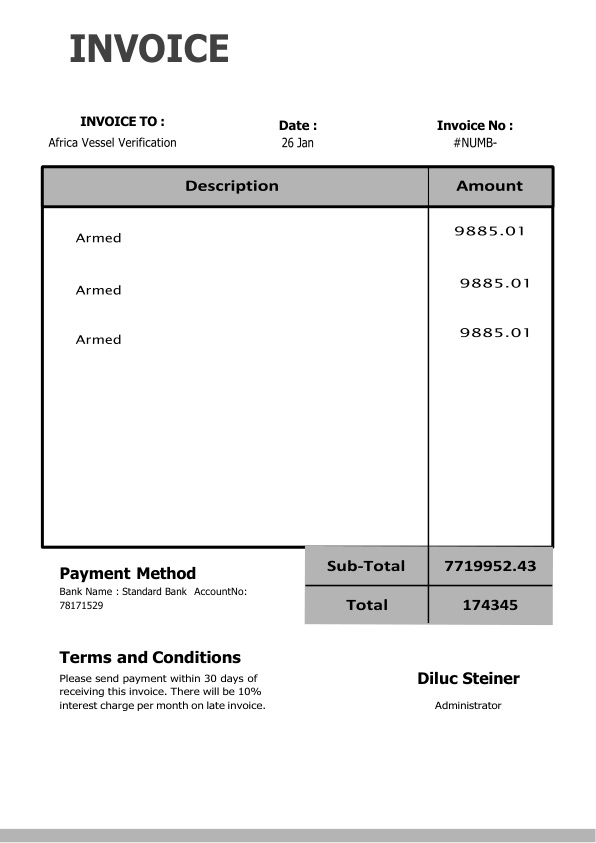 INVOICE
INVOICE TO :
Africa Vessel Verification
Date :
26 Jan
Invoice No :
#NUMB-
Description
Amount
Armed
9885.01
Armed
9885.01
Armed
9885.01
Sub-Total
7719952.43
Total
174345
Payment Method
Bank Name : Standard Bank  AccountNo:
78171529
Terms and Conditions
Please send payment within 30 days of
receiving this invoice. There will be 10%
interest charge per month on late invoice.
Diluc Steiner
Administrator